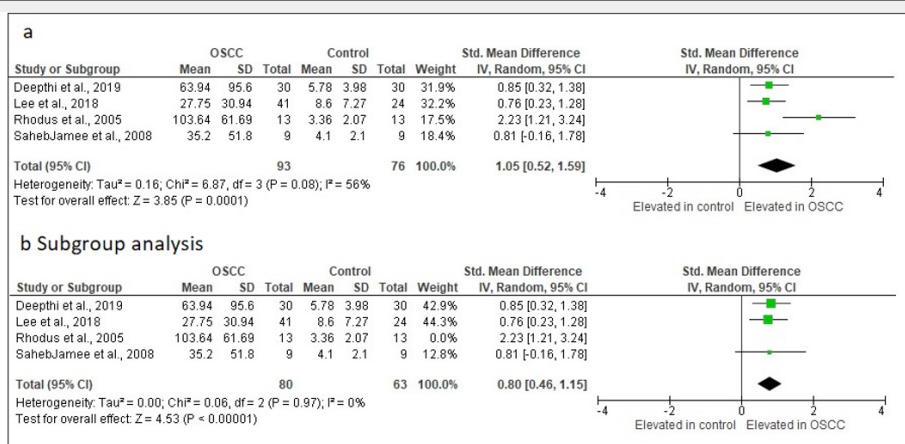 a
OSCC Control Std. Mean Difference Std. Mean Difference
Study or Subgroup Mean SD Total Mean SD Total Weight IV, Random, 95% CI IV, Random, 95% CI
Deepthi et al., 2019 63.94 95.6 30 5.78 3.98 30 31.9% 0.85 [0.32, 1.38]
Lee et al., 2018 27.75 30.94 41 8.6 7.27 24 32.2% 0.76 [0.23, 1.28]
Rhodus et al., 2005 103.64 61.69 13 3.36 2.07 13 17.5% 2.23 [1.21, 3.24]
SahebJamee et al., 2008 35.2 51.8 9 4.1 2.1 9 18.4% 0.81 [-0.16, 1.78]
Total (95% CI) 93 76 100.0% 1.05 [0.52, 1.59]
Heterogeneity: Tau² = 0.16; Chi² = 6.87, df = 3 (P = 0.08); I² = 56%
Test for overall effect: Z = 3.85 (P = 0.0001)
-4 -2 0 2 4
Elevated in control Elevated in OSCC
b Subgroup analysis
OSCC Control Std. Mean Difference Std. Mean Difference
Study or Subgroup Mean SD Total Mean SD Total Weight IV, Random, 95% CI IV, Random, 95% CI
Deepthi et al., 2019 63.94 95.6 30 5.78 3.98 30 42.9% 0.85 [0.32, 1.38]
Lee et al., 2018 27.75 30.94 41 8.6 7.27 24 44.3% 0.76 [0.23, 1.28]
Rhodus et al., 2005 103.64 61.69 13 3.36 2.07 13 0.0% 2.23 [1.21, 3.24]
SahebJamee et al., 2008 35.2 51.8 9 4.1 2.1 9 12.8% 0.81 [-0.16, 1.78]
Total (95% CI) 80 63 100.0% 0.80 [0.46, 1.15]
Heterogeneity: Tau² = 0.00; Chi² = 0.06, df = 2 (P = 0.97); I² = 0%
Test for overall effect: Z = 4.53 (P < 0.00001)
-4 -2 0 2 4
Elevated in control Elevated in OSCC